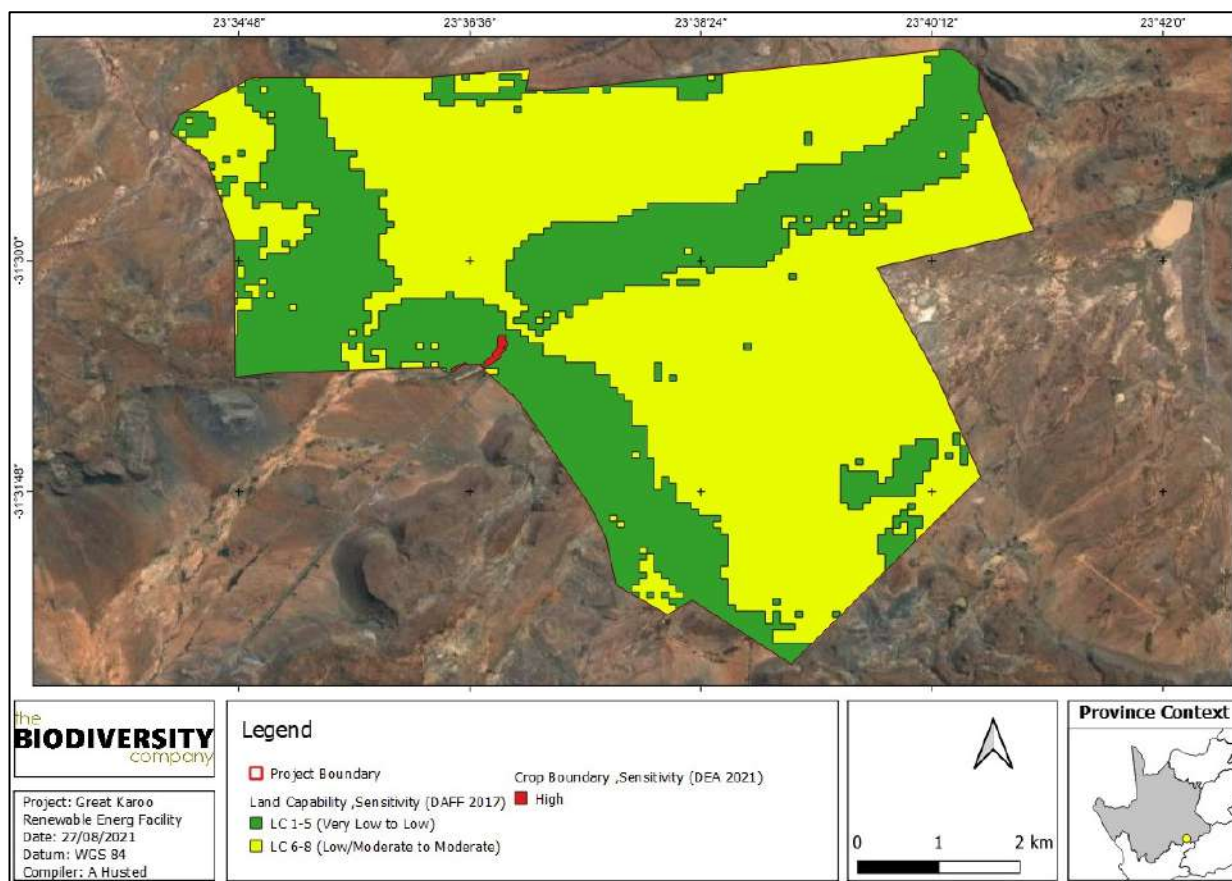 23°34'48" 23°36'36" 23°38'24" 23°40'12" 23°42'0"
-31°30'0"
-31°31'48"
the
BIODIVERSITY
company
Project: Great Karoo
Renewable Energ Facility
Date: 27/08/2021
Datum: WGS 84
Compiler: A Husted
Legend
Project Boundary
Land Capability ,Sensitivity (DAFF 2017)
LC 1-5 (Very Low to Low)
LC 6-8 (Low/Moderate to Moderate)
Crop Boundary ,Sensitivity (DEA 2021)
High
0 1 2 km
Province Context